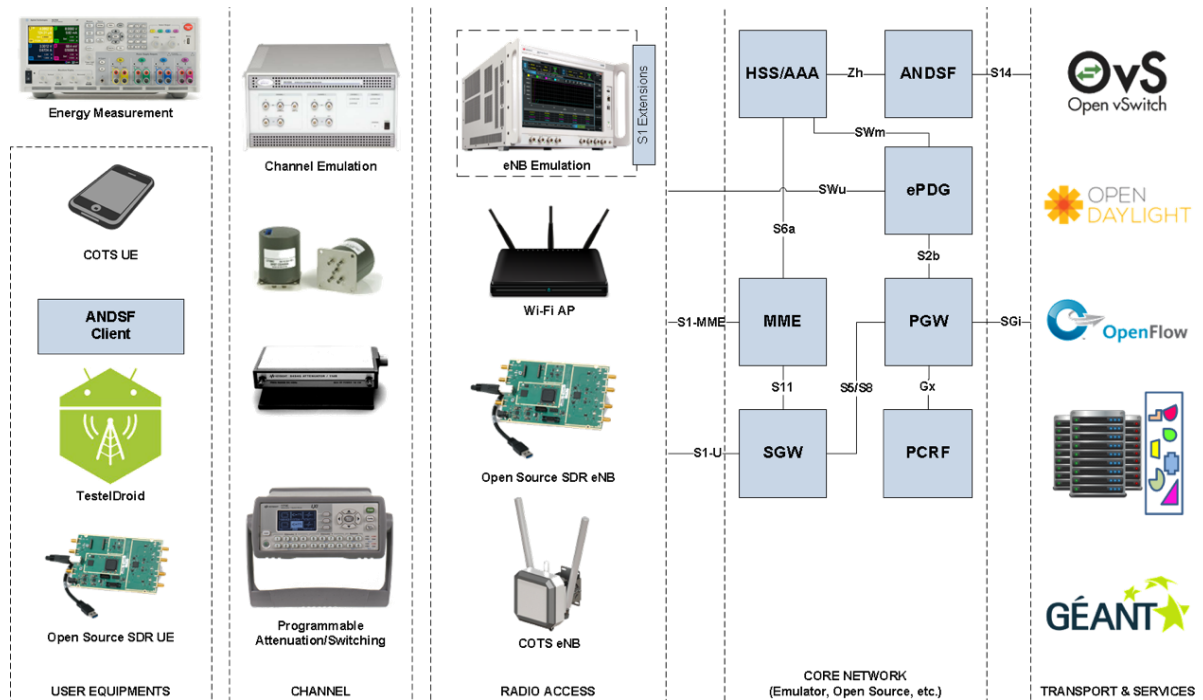 Energy Measurement
COTS UE
ANDSF
Client
TestelDroid
Open Source SDR UE
USER EQUIPMENTS
Channel Emulation
Programmable
Attenuation/Switching
CHANNEL
S1 Extensions
eNB Emulation
Wi-Fi AP
Open Source SDR eNB
COTS eNB
RADIO ACCESS
HSS/AAA
Zh
ANDSF
S14
SWm
SWu
ePDG
S6a
S2b
S1-MME
MME
PGW
SGi
S11
S5/S8
Gx
S1-U
SGW
PCRF
CORE NETWORK
(Emulator, Open Source, etc.)
OvS
Open vSwitch
OPEN
DAYLIGHT
OpenFlow
GÉANT
TRANSPORT & SERVICES